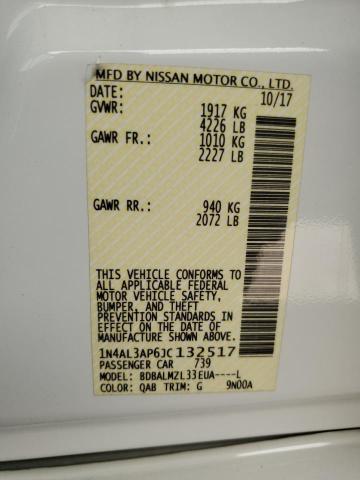 MFD BY NISSAN MOTOR CO., LTD.
DATE: 10/17
GVWR: 1917 KG
4226 LB
GAWR FR.: 1010 KG
2227 LB
GAWR RR.: 940 KG
2072 LB
THIS VEHICLE CONFORMS TO
ALL APPLICABLE FEDERAL
MOTOR VEHICLE SAFETY,
BUMPER, AND THEFT
PREVENTION STANDARDS IN
EFFECT ON THE DATE OF
MANUFACTURE SHOWN ABOVE.
1N4AL3AP6JC132517
PASSENGER CAR 739
MODEL: BDBALMZL33EUA----L
COLOR: QAB TRIM: G 9N00A